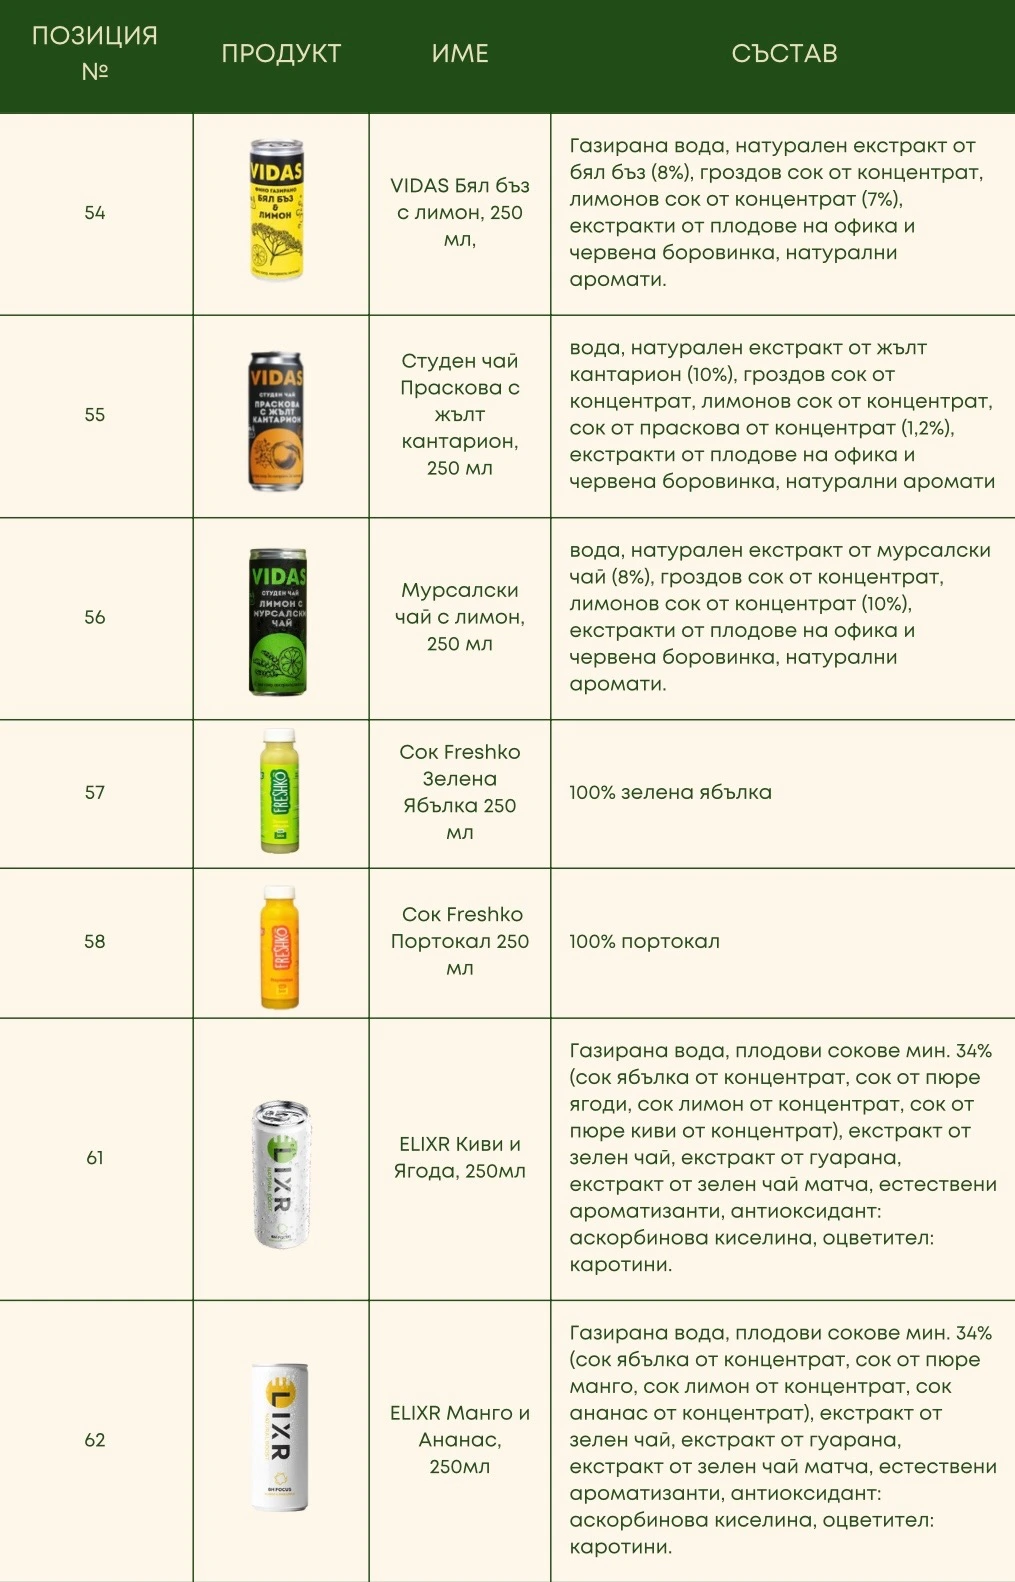 ПОЗИЦИЯ
№
ПРОДУКТ
ИМЕ
СЪСТАВ
54
VIDAS
ФИНО ГАЗИРАНО
БЯЛ БЪЗ
&
ЛИМОН
VIDAS Бял бъз
с лимон, 250
мл,
Газирана вода, натурален екстракт от
бял бъз (8%), гроздов сок от концентрат,
лимонов сок от концентрат (7%),
екстракти от плодове на офика и
червена боровинка, натурални
аромати.
55
VIDAS
СТУДЕН ЧАЙ
ПРАСКОВА
С ЖЪЛТ
КАНТАРИОН
Студен чай
Праскова с
жълт
кантарион,
250 мл
вода, натурален екстракт от жълт
кантарион (10%), гроздов сок от
концентрат, лимонов сок от концентрат,
сок от праскова от концентрат (1,2%),
екстракти от плодове на офика и
червена боровинка, натурални аромати
56
VIDAS
СТУДЕН ЧАЙ
ЛИМОН С
МУРСАЛСКИ
ЧАЙ
Мурсалски
чай с лимон,
250 мл
вода, натурален екстракт от мурсалски
чай (8%), гроздов сок от концентрат,
лимонов сок от концентрат (10%),
екстракти от плодове на офика и
червена боровинка, натурални
аромати.
57
FRESHKO
Сок Freshko
Зелена
Ябълка 250
мл
100% зелена ябълка
58
FRESHKO
Сок Freshko
Портокал 250
мл
100% портокал
61
ELIXR
ELIXR Киви и
Ягода, 250мл
Газирана вода, плодови сокове мин. 34%
(сок ябълка от концентрат, сок от пюре
ягоди, сок лимон от концентрат, сок от
пюре киви от концентрат), екстракт от
зелен чай, екстракт от гуарана,
екстракт от зелен чай матча, естествени
ароматизанти, антиоксидант:
аскорбинова киселина, оцветител:
каротини.
62
ELIXR
6H FOCUS
ELIXR Манго и
Ананас,
250мл
Газирана вода, плодови сокове мин. 34%
(сок ябълка от концентрат, сок от пюре
манго, сок лимон от концентрат, сок
ананас от концентрат), екстракт от
зелен чай, екстракт от гуарана,
екстракт от зелен чай матча, естествени
ароматизанти, антиоксидант:
аскорбинова киселина, оцветител:
каротини.